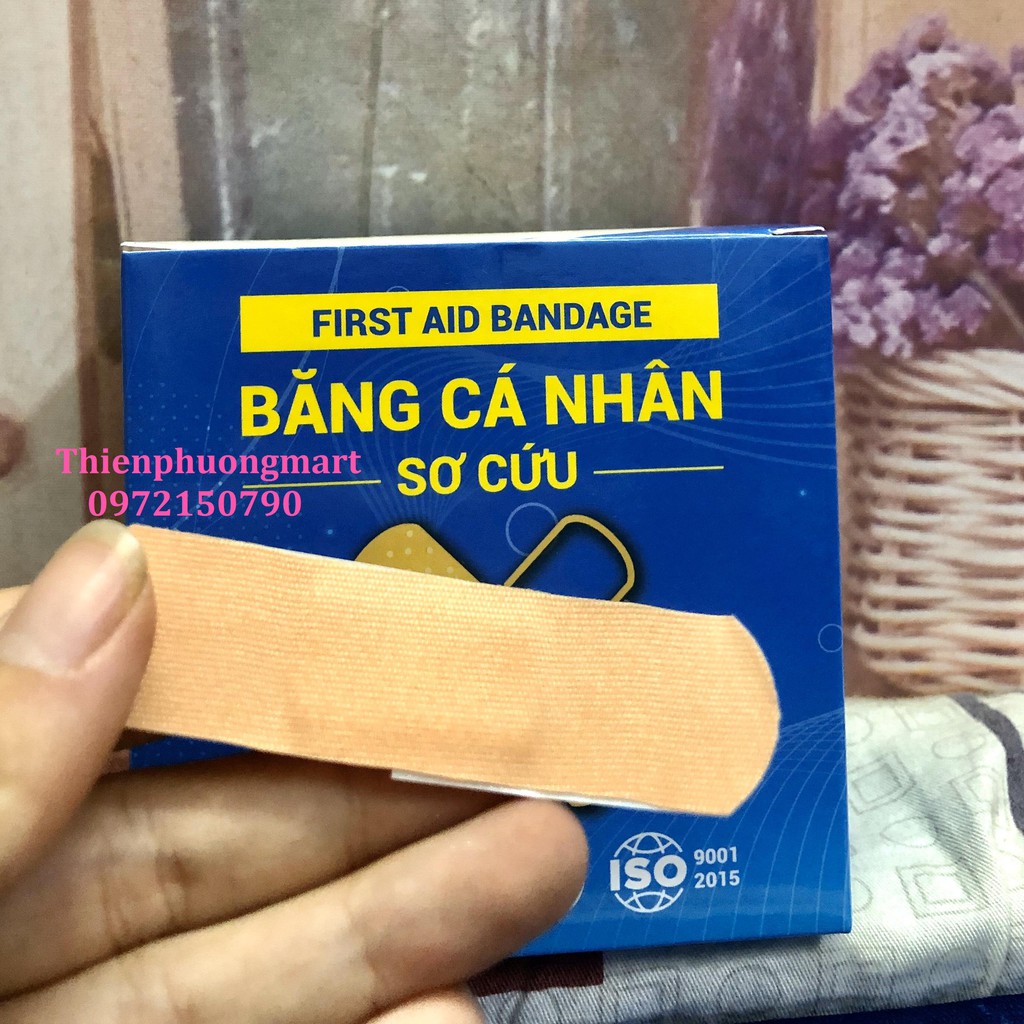 FIRST AID BANDAGE
BĂNG CÁ NHÂN
SƠ CỨU
Thienphuongmart
0972150790
ISO 9001
2015